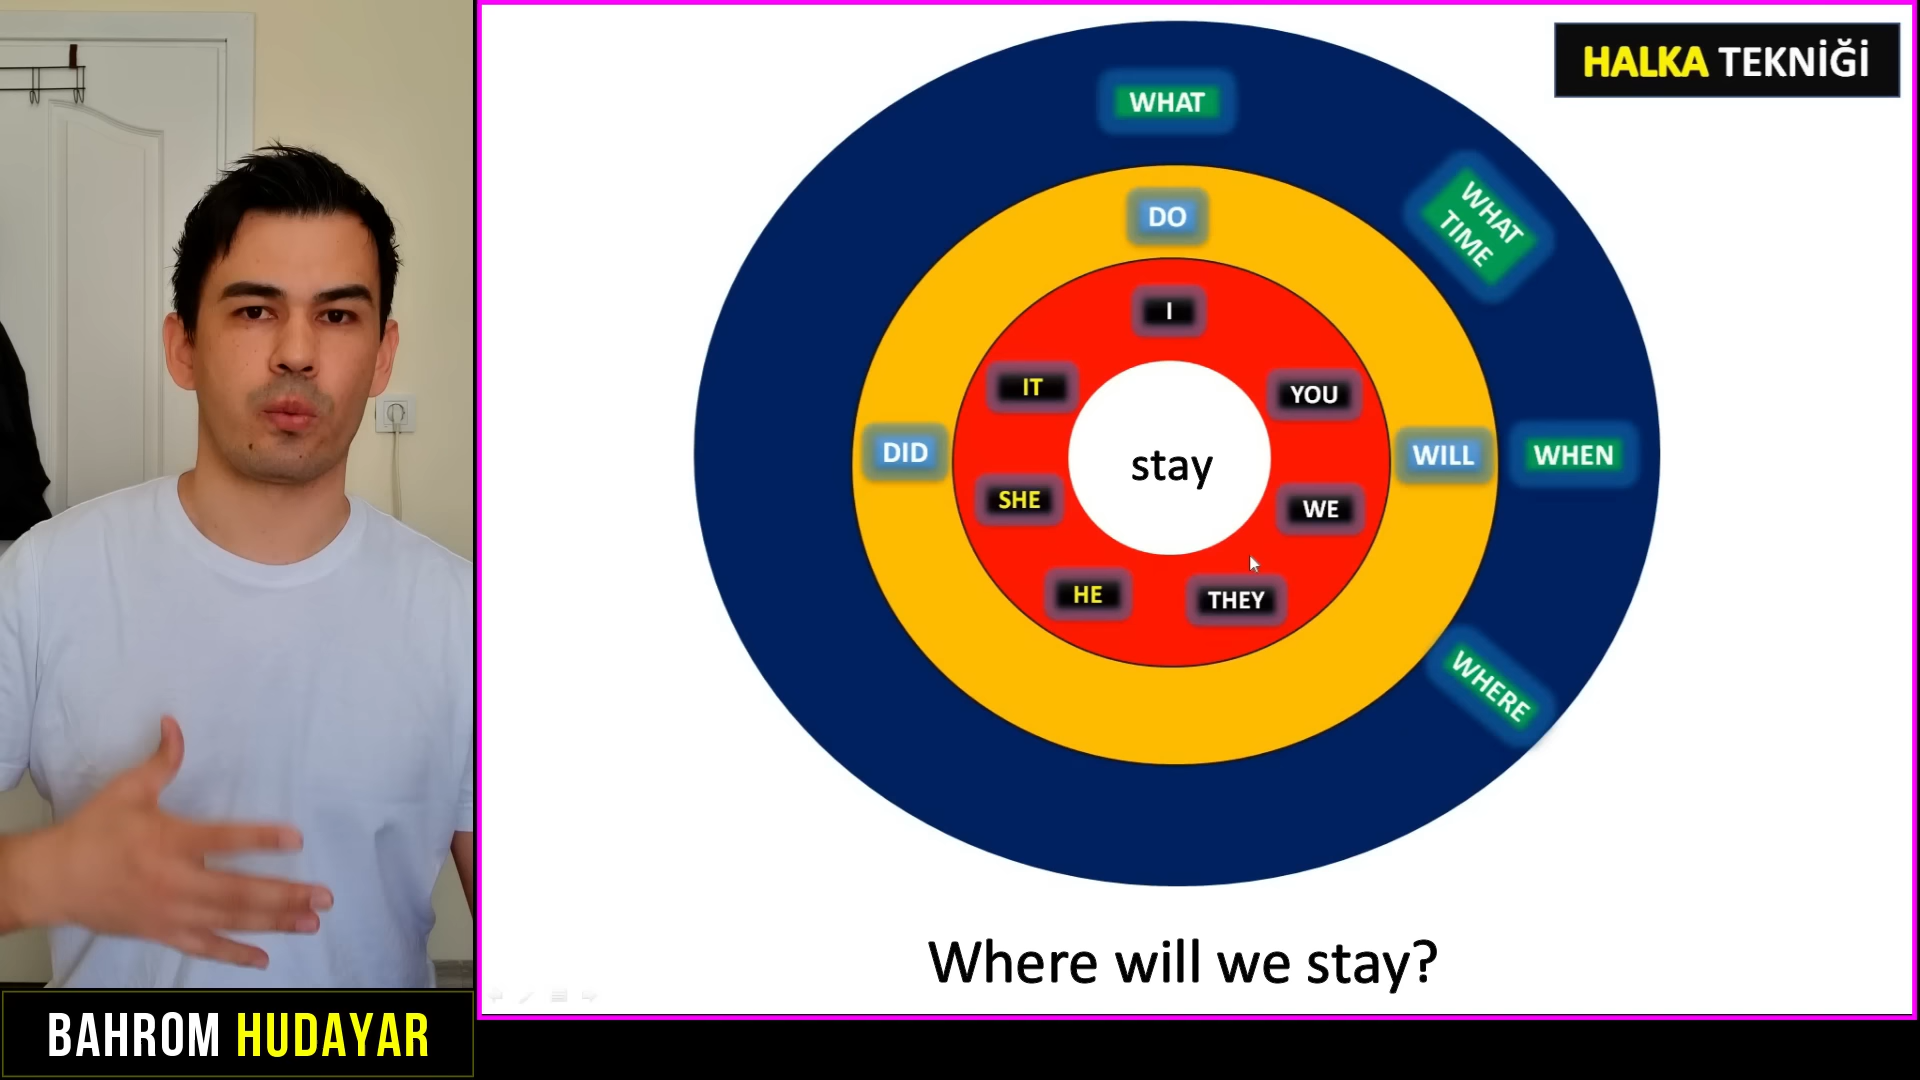 HALKA TEKNİĞİ
WHAT
WHAT
TIME
DO
I
IT
YOU
DID
stay
WILL
WHEN
SHE
WE
HE
THEY
WHERE
Where will we stay?
BAHROM HUDAYAR